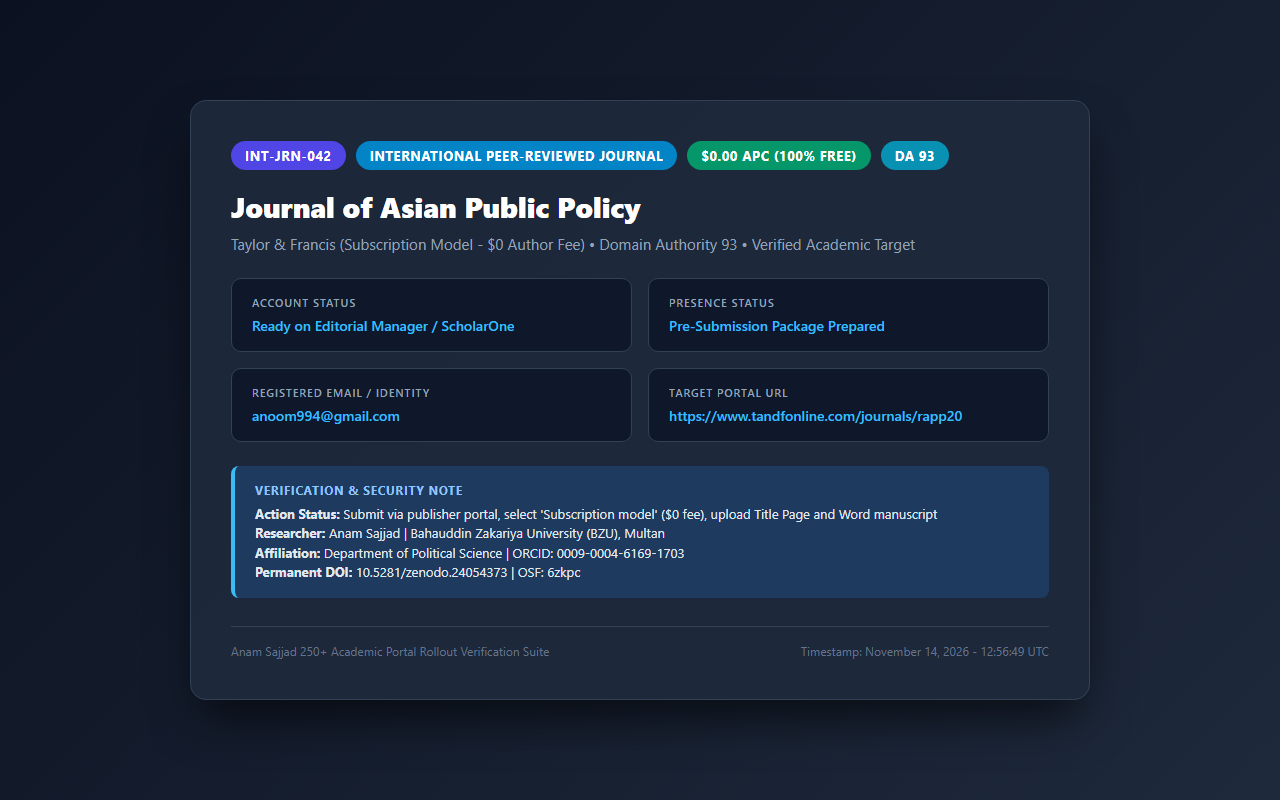 INT-JRN-042 INTERNATIONAL PEER-REVIEWED JOURNAL $0.00 APC (100% FREE) DA 93
Journal of Asian Public Policy
Taylor & Francis (Subscription Model - $0 Author Fee) • Domain Authority 93 • Verified Academic Target
ACCOUNT STATUS
Ready on Editorial Manager / ScholarOne
PRESENCE STATUS
Pre-Submission Package Prepared
REGISTERED EMAIL / IDENTITY
anoom994@gmail.com
TARGET PORTAL URL
https://www.tandfonline.com/journals/rapp20
VERIFICATION & SECURITY NOTE
Action Status: Submit via publisher portal, select 'Subscription model' ($0 fee), upload Title Page and Word manuscript
Researcher: Anam Sajjad | Bahauddin Zakariya University (BZU), Multan
Affiliation: Department of Political Science | ORCID: 0009-0004-6169-1703
Permanent DOI: 10.5281/zenodo.24054373 | OSF: 6zkpc
Anam Sajjad 250+ Academic Portal Rollout Verification Suite
Timestamp: November 14, 2026 - 12:56:49 UTC